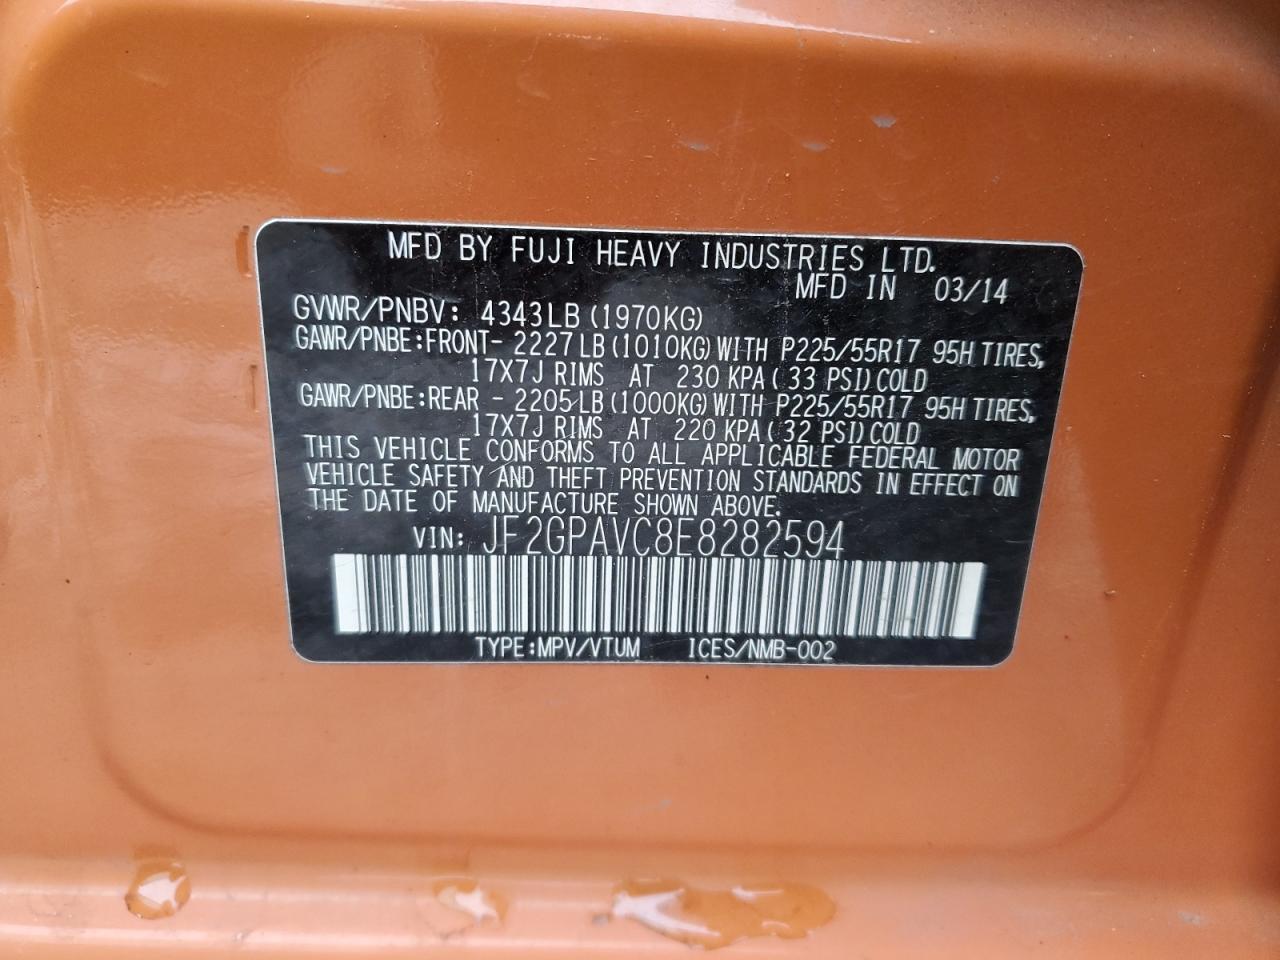 MFD BY FUJI HEAVY INDUSTRIES LTD.
MFD IN 03/14
GVWR/PNBV: 4343LB (1970KG)
GAWR/PNBE:FRONT- 2227LB (1010KG) WITH P225/55R17 95H TIRES,
17X7J RIMS AT 230 KPA (33 PSI) COLD
GAWR/PNBE:REAR - 2205LB (1000KG) WITH P225/55R17 95H TIRES,
17X7J RIMS AT 220 KPA (32 PSI) COLD
THIS VEHICLE CONFORMS TO ALL APPLICABLE FEDERAL MOTOR
VEHICLE SAFETY AND THEFT PREVENTION STANDARDS IN EFFECT ON
THE DATE OF MANUFACTURE SHOWN ABOVE.
VIN: JF2GPAVC8E8282594
TYPE:MPV/VTUM ICES/NMB-002